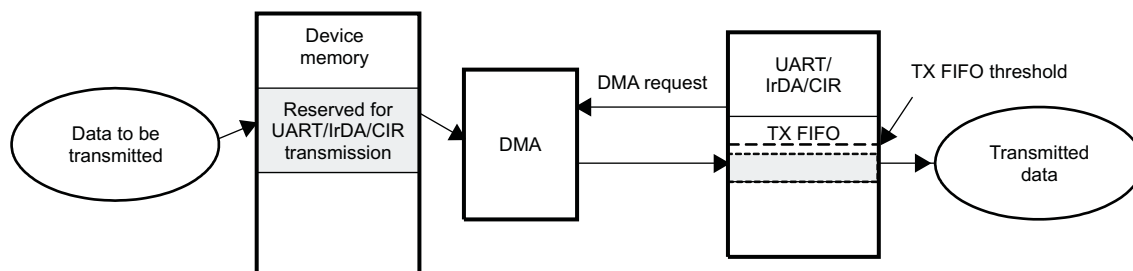 Data to be
transmitted
Device
memory
Reserved for
UART/IrDA/CIR
transmission
DMA
DMA request
UART/
IrDA/CIR
TX FIFO
TX FIFO threshold
Transmitted
data